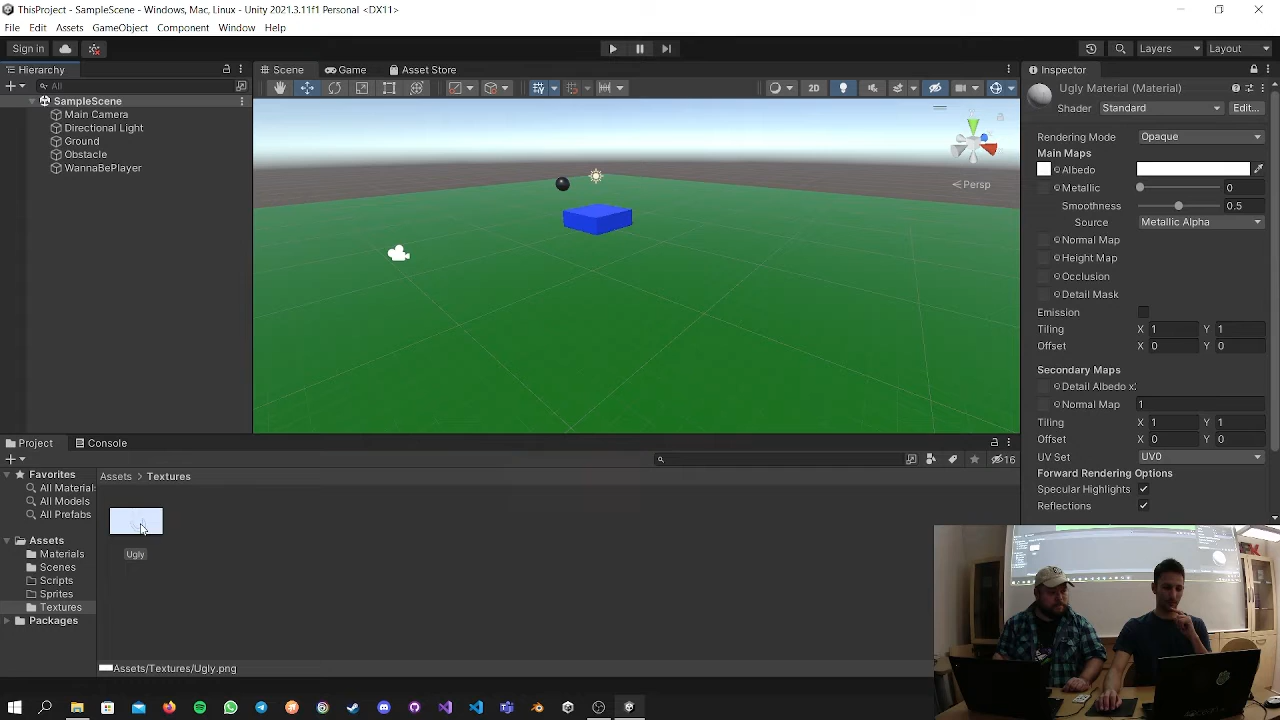 ThisProject - SampleScene - Windows, Mac, Linux - Unity 2021.3.11f1 Personal <DX11>
File Edit Assets GameObject Component Window Help
Sign in
Layers
Layout
Hierarchy
All
SampleScene
Main Camera
Directional Light
Ground
Obstacle
WannaBePlayer
Scene
Game
Asset Store
2D
Persp
Inspector
Ugly Material (Material)
Shader Standard Edit...
Rendering Mode Opaque
Main Maps
Albedo
Metallic 0
Smoothness 0.5
Source Metallic Alpha
Normal Map
Height Map
Occlusion
Detail Mask
Emission
Tiling X 1 Y 1
Offset X 0 Y 0
Secondary Maps
Detail Albedo x
Normal Map 1
Tiling X 1 Y 1
Offset X 0 Y 0
UV Set UV0
Forward Rendering Options
Specular Highlights
Reflections
Project
Console
16
Favorites
All Material
All Models
All Prefabs
Assets
Materials
Scenes
Scripts
Sprites
Textures
Packages
Assets > Textures
Ugly
Assets/Textures/Ugly.png